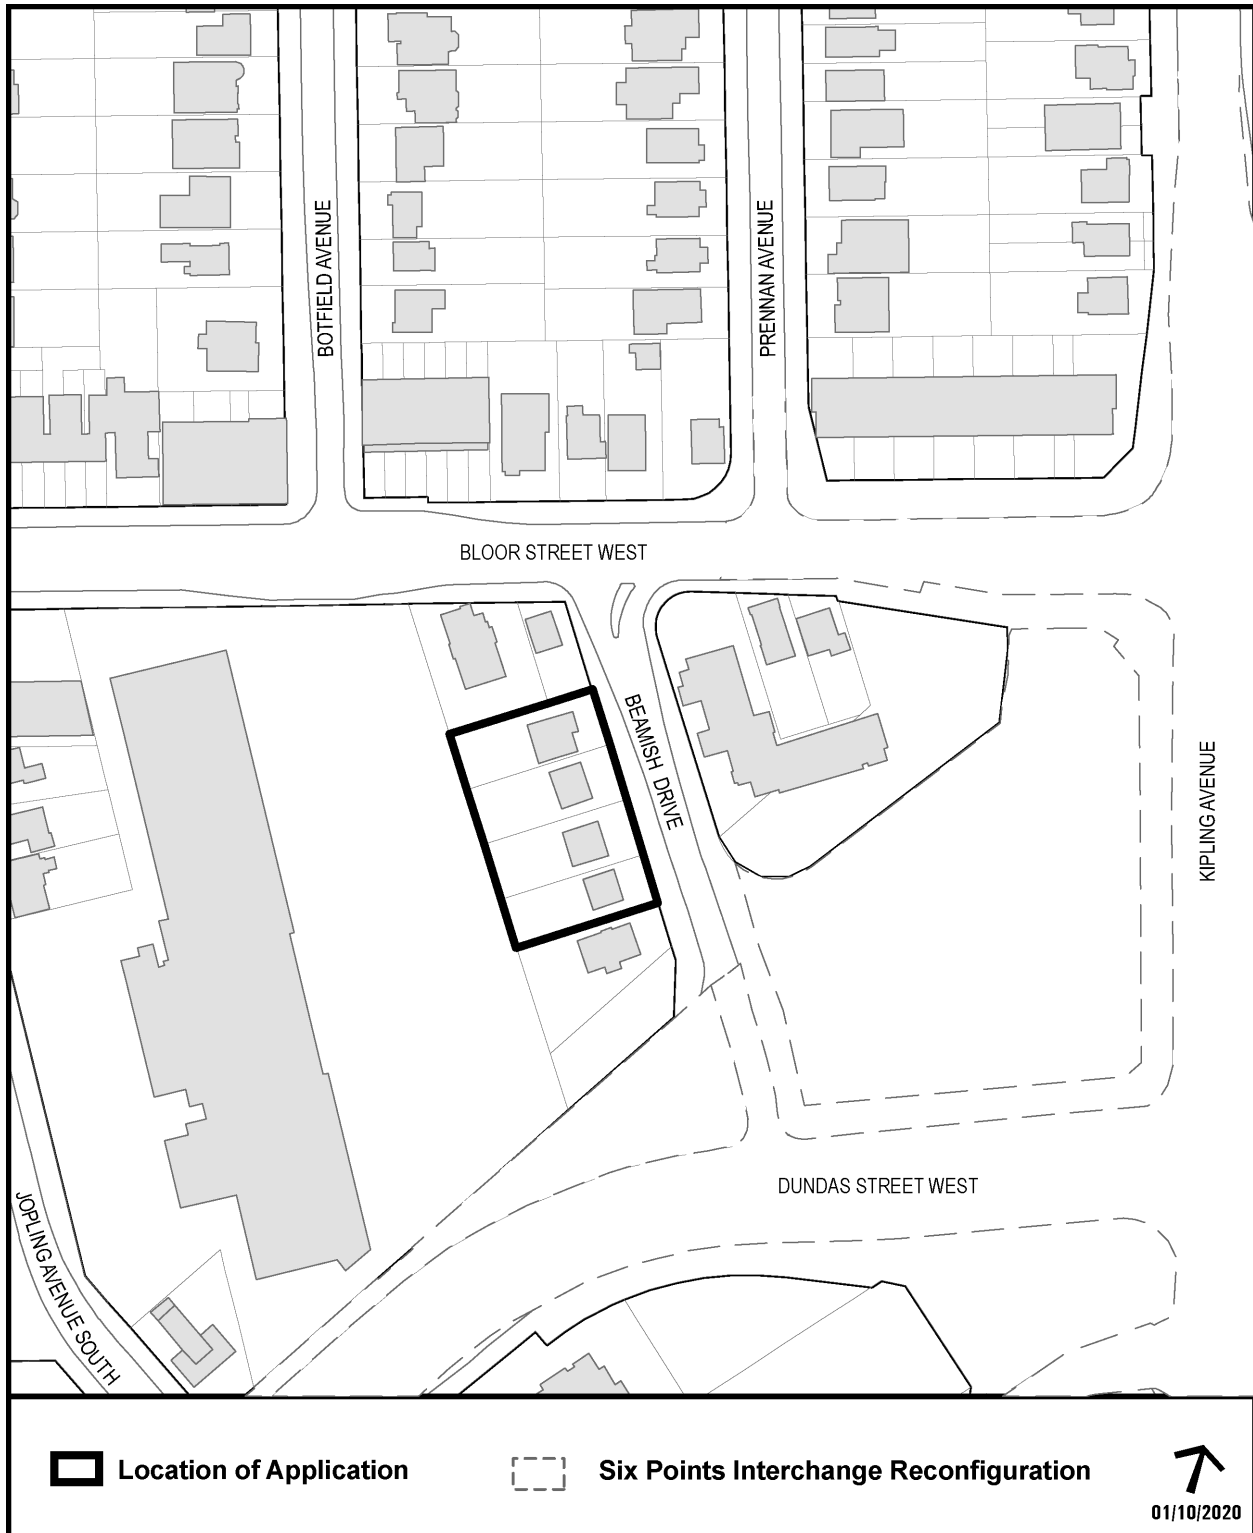 BOTFIELD AVENUE
PRENNAN AVENUE
BLOOR STREET WEST
BEAMISH DRIVE
KIPLING AVENUE
DUNDAS STREET WEST
JOPLING AVENUE SOUTH
Location of Application
Six Points Interchange Reconfiguration
01/10/2020